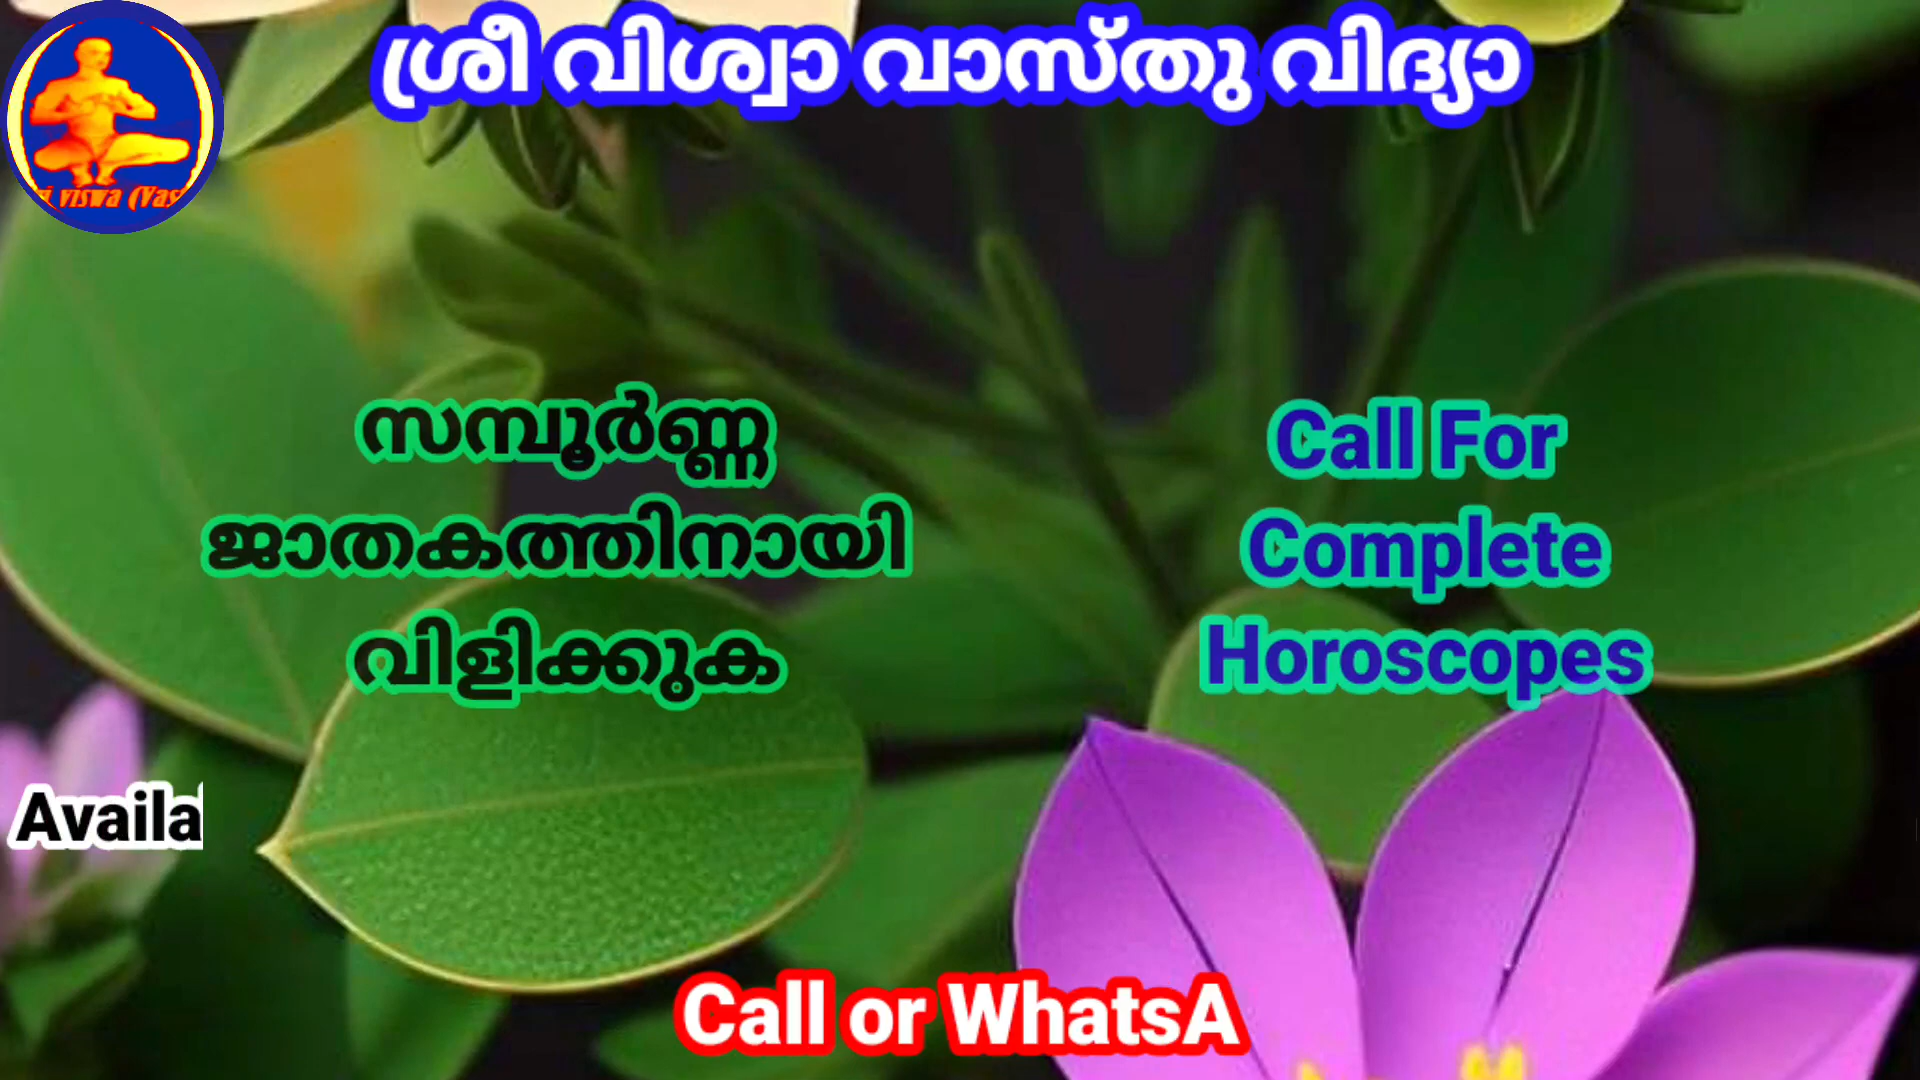 ശ്രീ വിശ്വാ വാസ്തു വിദ്യാ
സമ്പൂർണ്ണ
ജാതകത്തിനായി
വിളിക്കുക
Call For
Complete
Horoscopes
Availa
Call or WhatsA